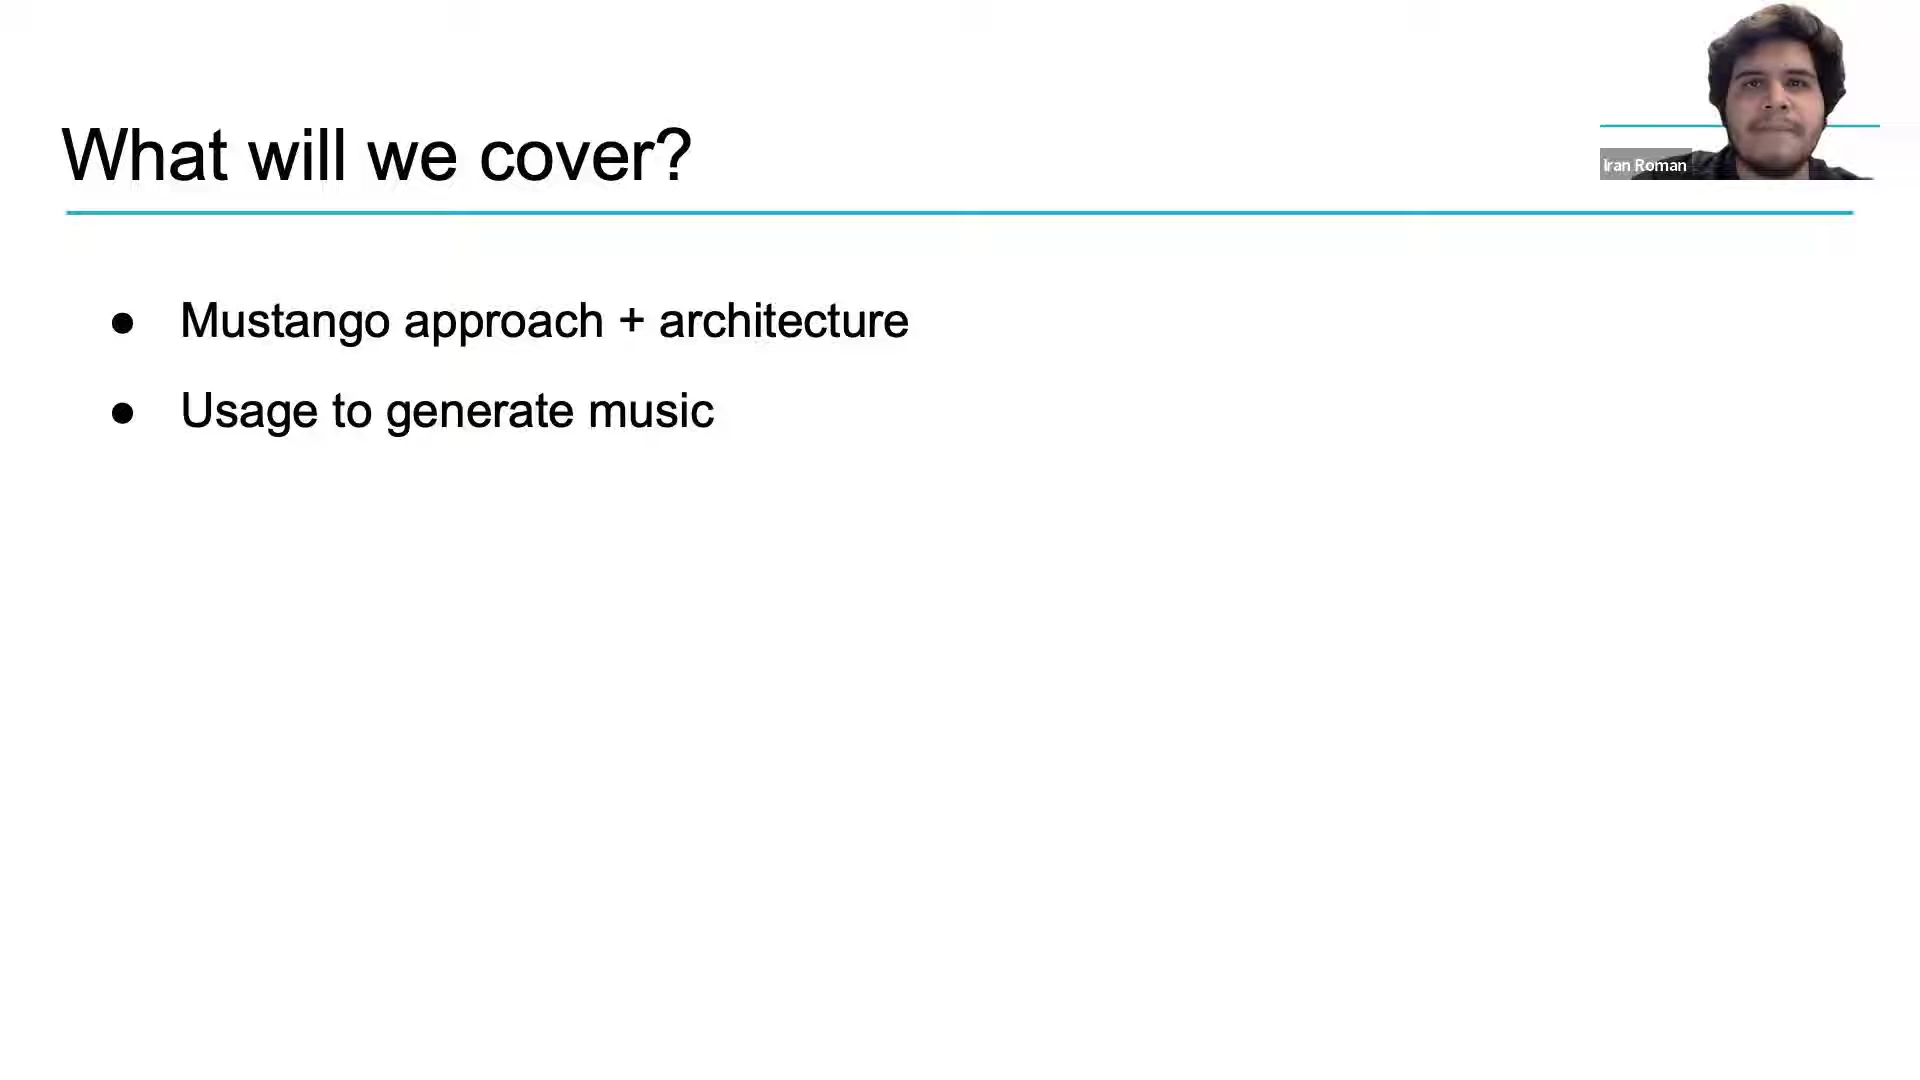 What will we cover?
Iran Roman
● Mustango approach + architecture
● Usage to generate music